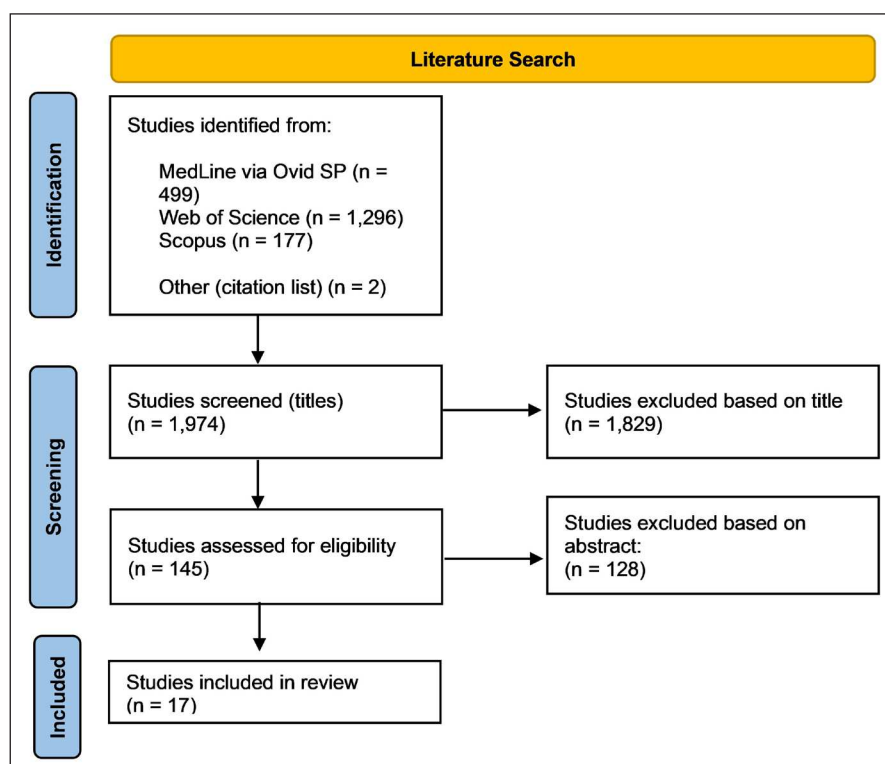 Literature Search
Identification
Studies identified from:
MedLine via Ovid SP (n =
499)
Web of Science (n = 1,296)
Scopus (n = 177)
Other (citation list) (n = 2)
Screening
Studies screened (titles)
(n = 1,974)
Studies excluded based on title
(n = 1,829)
Studies assessed for eligibility
(n = 145)
Studies excluded based on
abstract:
(n = 128)
Included
Studies included in review
(n = 17)